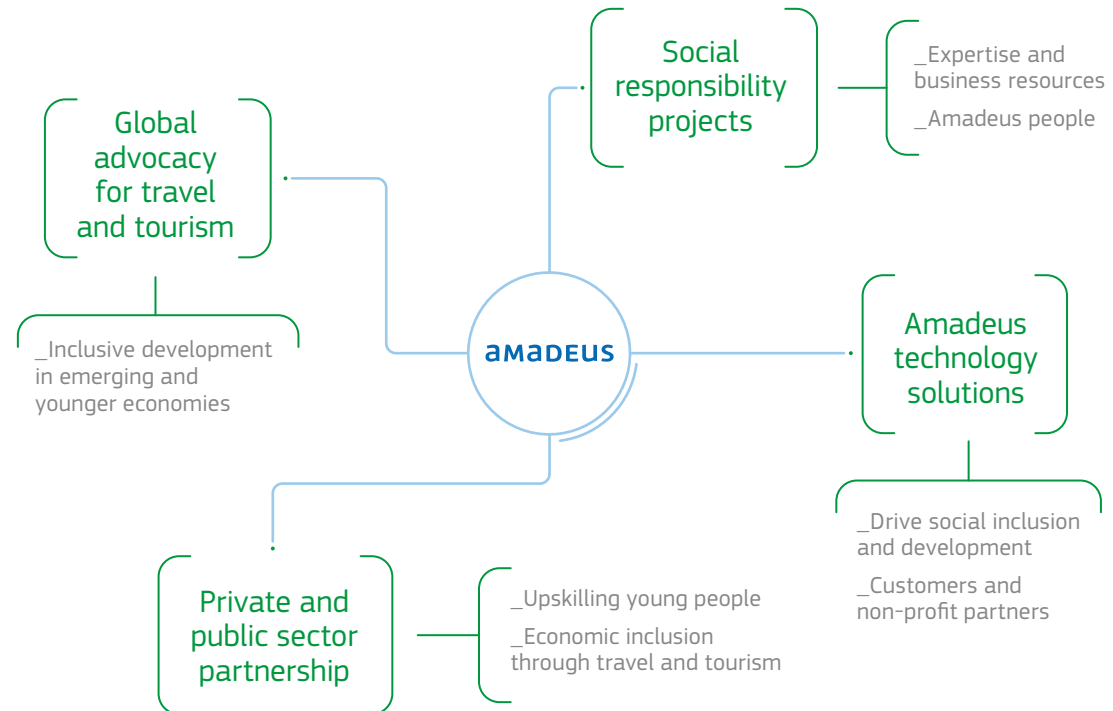 Social
responsibility
projects
_Expertise and
business resources
_Amadeus people
Global
advocacy
for travel
and tourism
_Inclusive development
in emerging and
younger economies
amadeus
Amadeus
technology
solutions
_Drive social inclusion
and development
_Customers and
non-profit partners
Private and
public sector
partnership
_Upskilling young people
_Economic inclusion
through travel and tourism